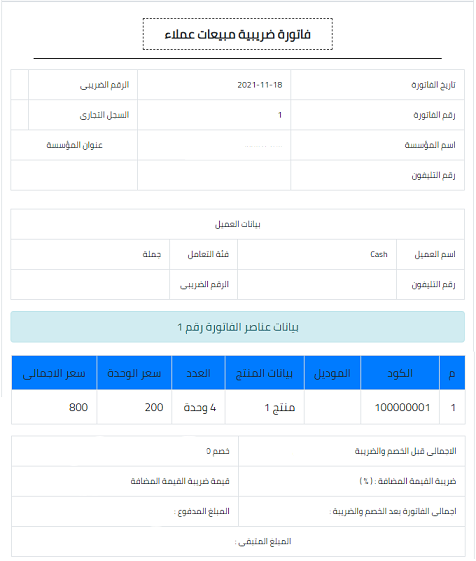 فاتورة ضريبية مبيعات عملاء
تاريخ الفاتورة 2021-11-18 الرقم الضريبى
رقم الفاتورة 1 السجل التجارى
اسم المؤسسة عنوان المؤسسة
رقم التليفون
بيانات العميل
اسم العميل Cash فئة التعامل جملة
رقم التليفون الرقم الضريبى
بيانات عناصر الفاتورة رقم 1
م الكود الموديل بيانات المنتج العدد سعر الوحدة سعر الاجمالى
1 100000001 منتج 1 4 وحدة 200 800
الاجمالى قبل الخصم والضريبة خصم 0
ضريبة القيمة المضافة : ( % ) قيمة ضريبة القيمة المضافة
اجمالى الفاتورة بعد الخصم والضريبة : المبلغ المدفوع :
المبلغ المتبقى :